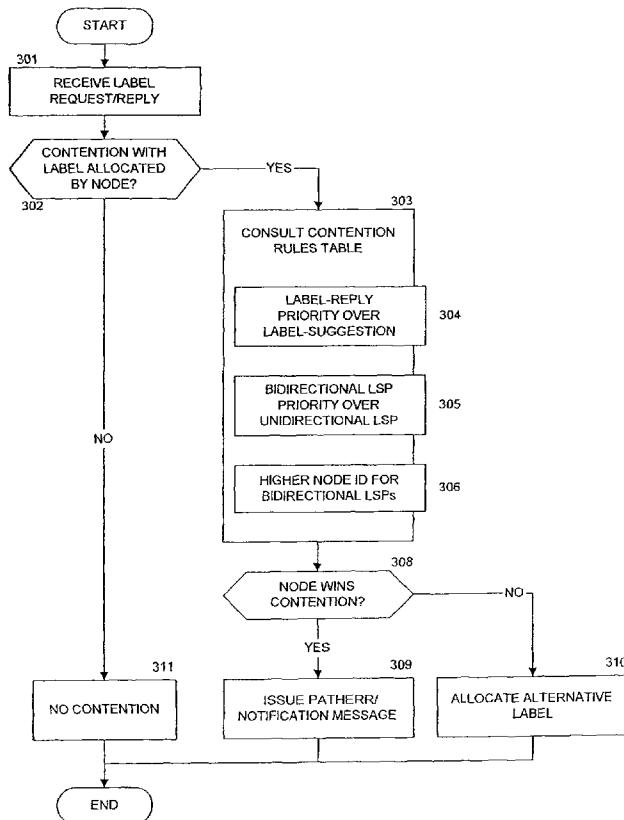 START
301
RECEIVE LABEL
REQUEST/REPLY
CONTENTION WITH
LABEL ALLOCATED
BY NODE?
302
YES
303
CONSULT CONTENTION
RULES TABLE
LABEL-REPLY
PRIORITY OVER
LABEL-SUGGESTION
304
BIDIRECTIONAL LSP
PRIORITY OVER
UNIDIRECTIONAL LSP
305
NO
HIGHER NODE ID FOR
BIDIRECTIONAL LSPs
306
308
NODE WINS
CONTENTION?
NO
YES
311
NO CONTENTION
309
ISSUE PATHERR/
NOTIFICATION MESSAGE
310
ALLOCATE ALTERNATIVE
LABEL
END